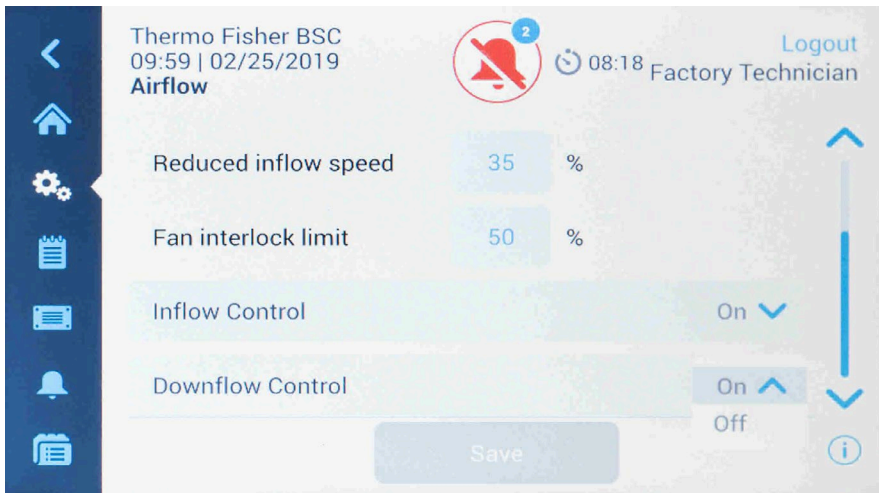 Thermo Fisher BSC
09:59 | 02/25/2019
Airflow
2
08:18
Logout
Factory Technician
Reduced inflow speed 35 %
Fan interlock limit 50 %
Inflow Control On
Downflow Control On
Off
Save
i